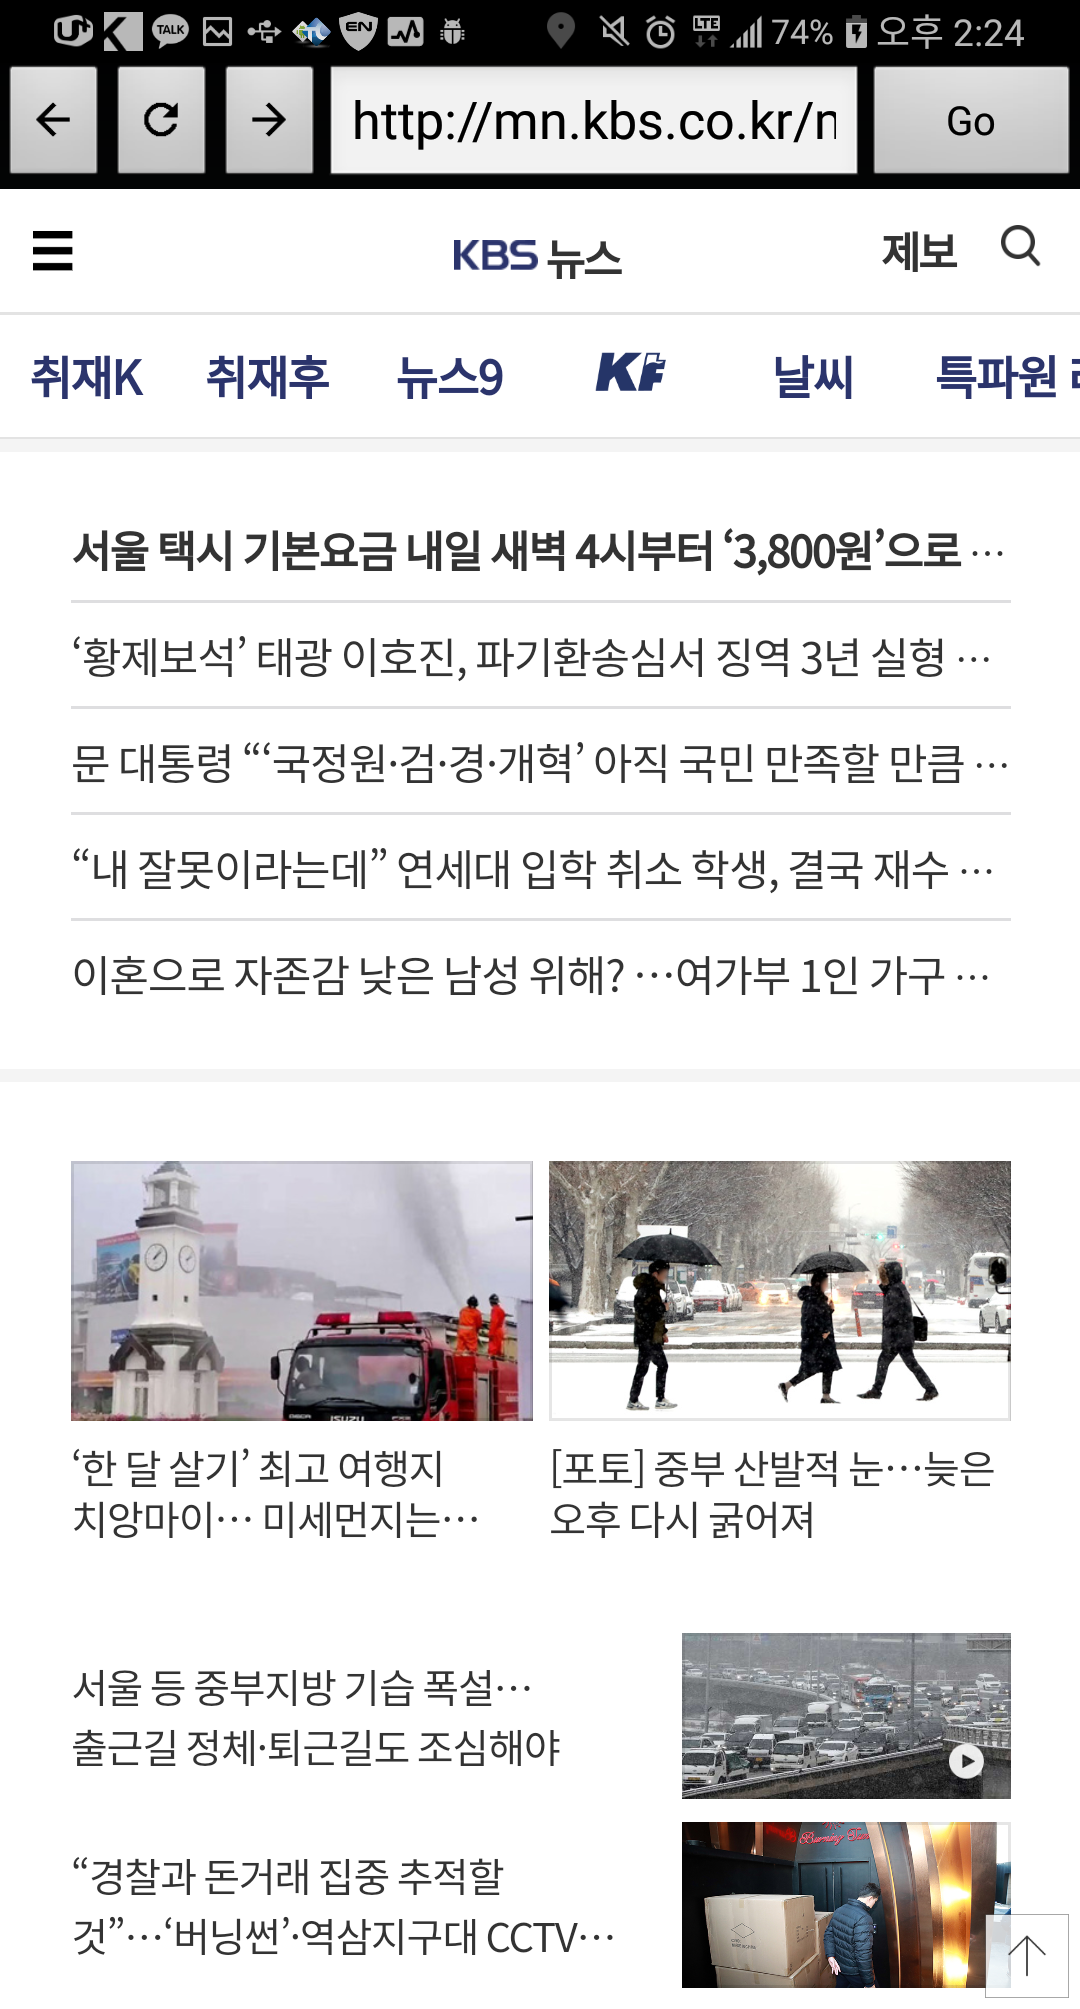 TALK
EN
LTE
74%
오후 2:24
http://mn.kbs.co.kr/n
Go
KBS 뉴스
제보
취재K
취재후
뉴스9
KF
날씨
특파원
서울 택시 기본요금 내일 새벽 4시부터 ‘3,800원’으로 …
‘황제보석’ 태광 이호진, 파기환송심서 징역 3년 실형 …
문 대통령 “‘국정원·검·경·개혁’ 아직 국민 만족할 만큼 …
“내 잘못이라는데” 연세대 입학 취소 학생, 결국 재수 …
이혼으로 자존감 낮은 남성 위해? …여가부 1인 가구 …
ISUZU
‘한 달 살기’ 최고 여행지
치앙마이… 미세먼지는…
[포토] 중부 산발적 눈…늦은
오후 다시 굵어져
서울 등 중부지방 기습 폭설…
출근길 정체·퇴근길도 조심해야
“경찰과 돈거래 집중 추적할
것”…‘버닝썬’·역삼지구대 CCTV…